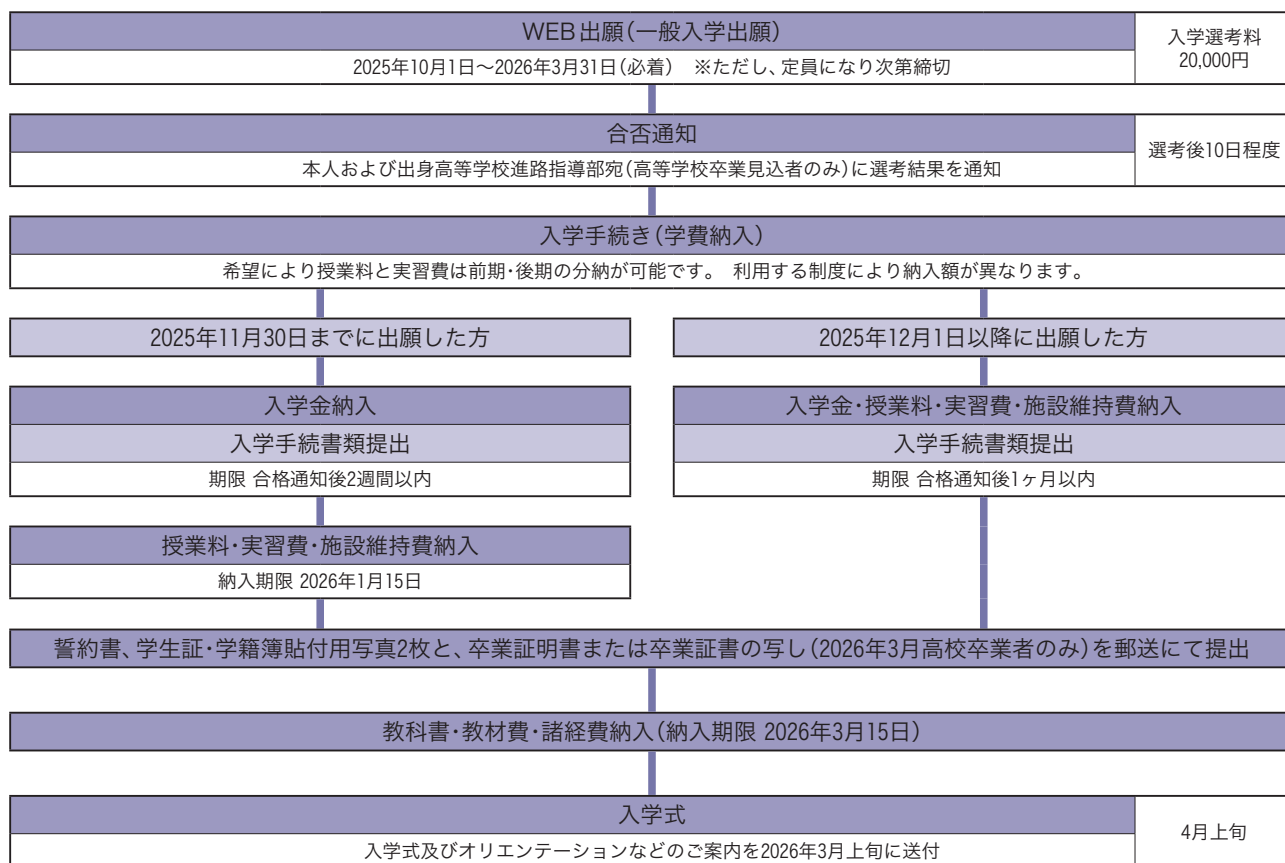 WEB出願(一般入学出願)
2025年10月1日～2026年3月31日(必着) ※ただし、定員になり次第締切
入学選考料
20,000円
合否通知
本人および出身高等学校進路指導部宛(高等学校卒業見込者のみ)に選考結果を通知
選考後10日程度
入学手続き(学費納入)
希望により授業料と実習費は前期・後期の分納が可能です。 利用する制度により納入額が異なります。
2025年11月30日までに出願した方
入学金納入
入学手続書類提出
期限 合格通知後2週間以内
授業料・実習費・施設維持費納入
納入期限 2026年1月15日
2025年12月1日以降に出願した方
入学金・授業料・実習費・施設維持費納入
入学手続書類提出
期限 合格通知後1ヶ月以内
誓約書、学生証・学籍簿貼付用写真2枚と、卒業証明書または卒業証書の写し(2026年3月高校卒業者のみ)を郵送にて提出
教科書・教材費・諸経費納入(納入期限 2026年3月15日)
入学式
入学式及びオリエンテーションなどのご案内を2026年3月上旬に送付
4月上旬